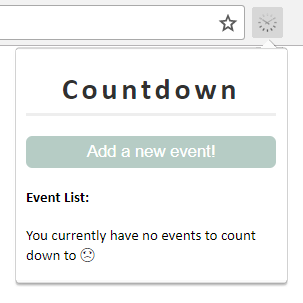 Countdown
Add a new event!
Event List:
You currently have no events to count
down to ☹